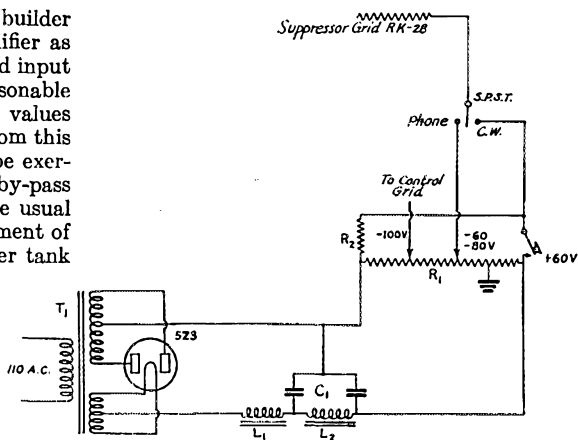 builder
ifier as
d input
sonable
values
om this
be exer-
by-pass
e usual
ment of
er tank
Suppressor Grid RK-28
S.P.S.T.
Phone
C.W.
To Control
Grid
-100V
-60
-80V
R2
R1
A
+60V
T1
5Z3
110 A.C.
C1
L1
L2